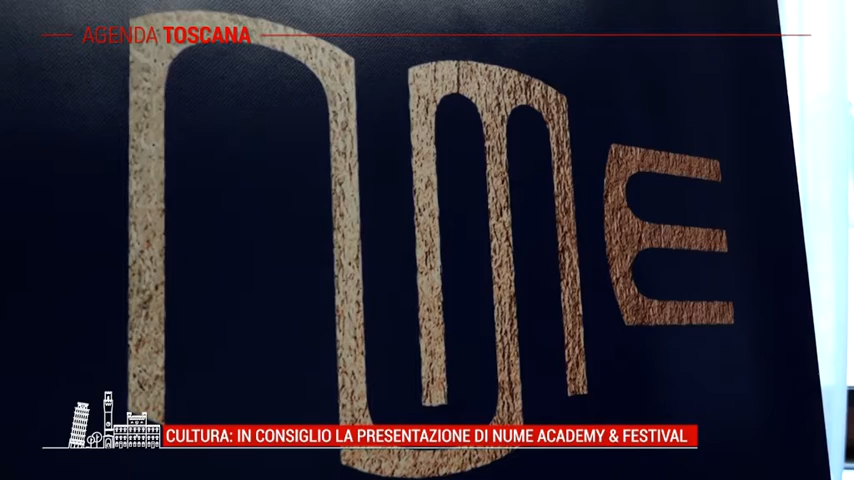 AGENDA TOSCANA
nume
CULTURA: IN CONSIGLIO LA PRESENTAZIONE DI NUME ACADEMY & FESTIVAL